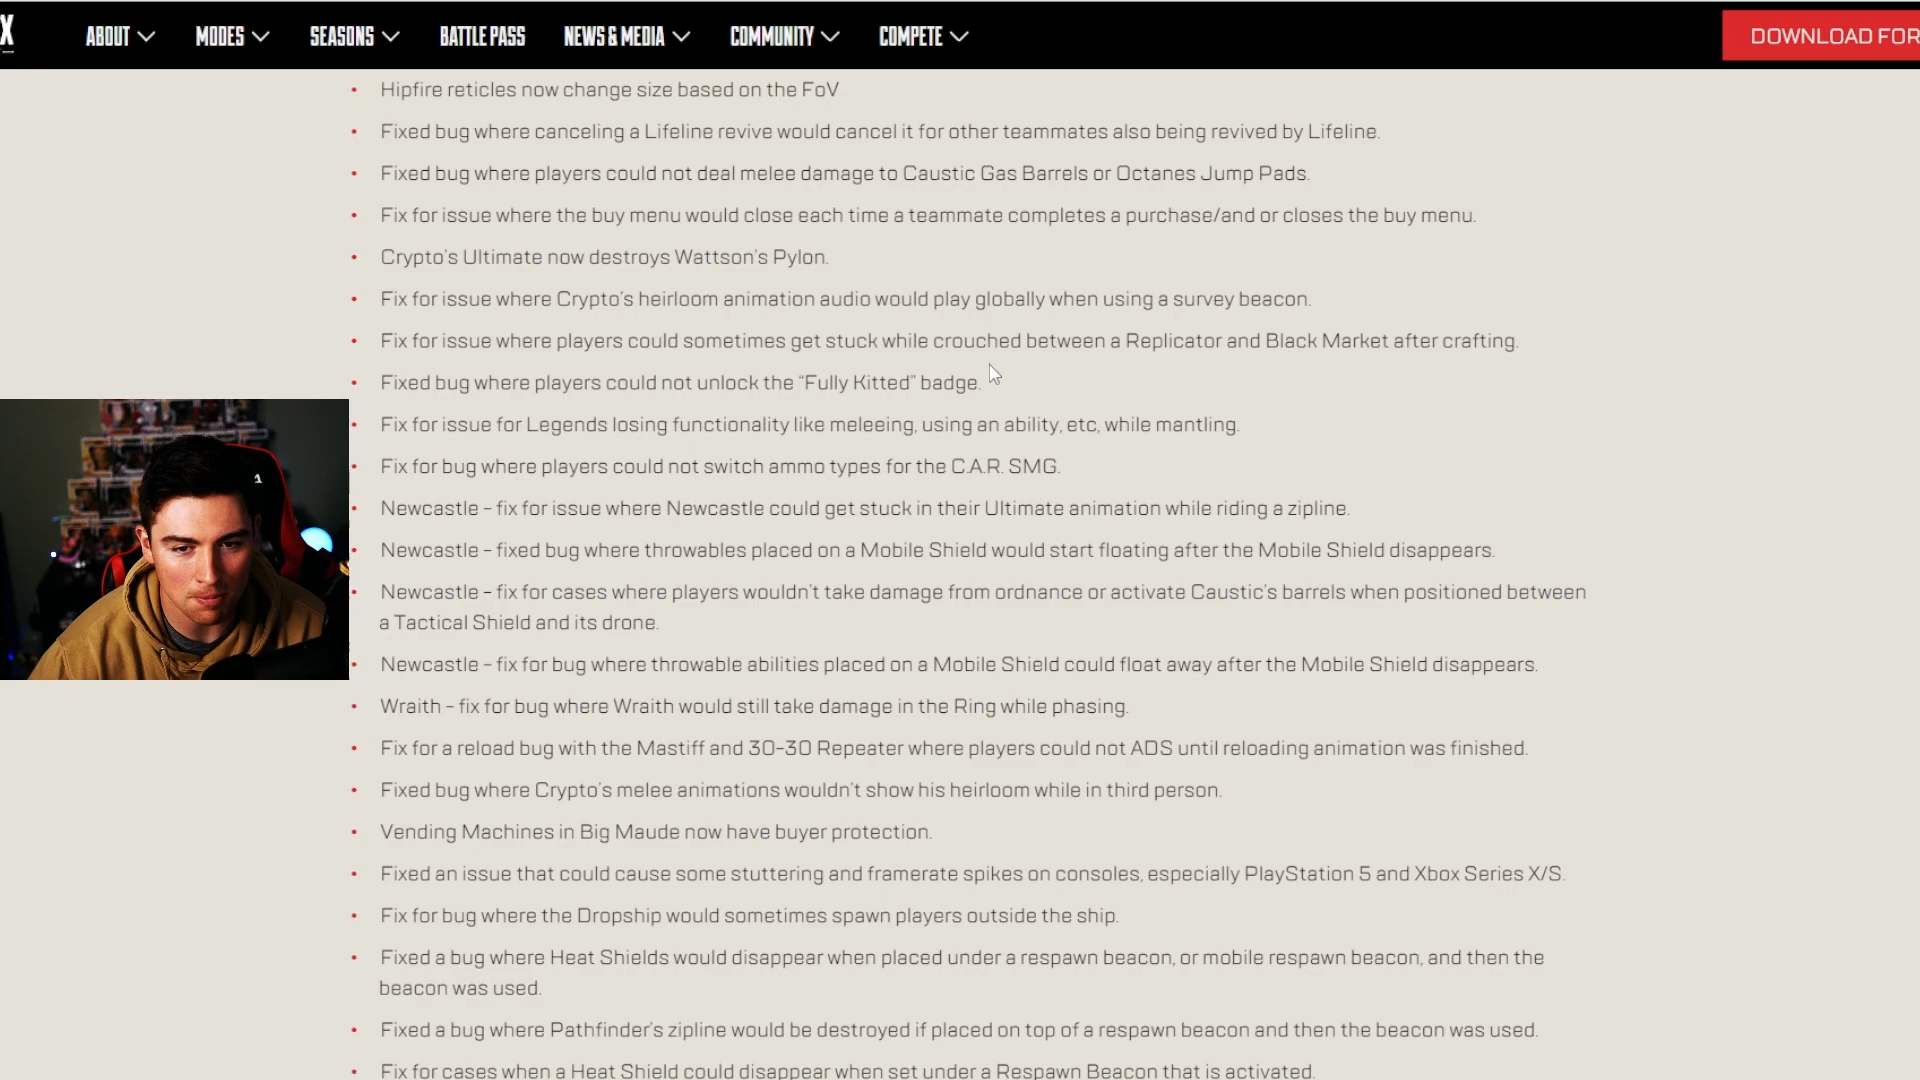 X
ABOUT MODES SEASONS BATTLE PASS NEWS & MEDIA COMMUNITY COMPETE DOWNLOAD FOR
• Hipfire reticles now change size based on the FoV
• Fixed bug where canceling a Lifeline revive would cancel it for other teammates also being revived by Lifeline.
• Fixed bug where players could not deal melee damage to Caustic Gas Barrels or Octanes Jump Pads.
• Fix for issue where the buy menu would close each time a teammate completes a purchase/and or closes the buy menu.
• Crypto's Ultimate now destroys Wattson's Pylon.
• Fix for issue where Crypto's heirloom animation audio would play globally when using a survey beacon.
• Fix for issue where players could sometimes get stuck while crouched between a Replicator and Black Market after crafting.
• Fixed bug where players could not unlock the “Fully Kitted” badge.
• Fix for issue for Legends losing functionality like meleeing, using an ability, etc, while mantling.
• Fix for bug where players could not switch ammo types for the C.A.R. SMG.
• Newcastle – fix for issue where Newcastle could get stuck in their Ultimate animation while riding a zipline.
• Newcastle – fixed bug where throwables placed on a Mobile Shield would start floating after the Mobile Shield disappears.
• Newcastle – fix for cases where players wouldn't take damage from ordnance or activate Caustic's barrels when positioned between
a Tactical Shield and its drone.
• Newcastle – fix for bug where throwable abilities placed on a Mobile Shield could float away after the Mobile Shield disappears.
• Wraith – fix for bug where Wraith would still take damage in the Ring while phasing.
• Fix for a reload bug with the Mastiff and 30-30 Repeater where players could not ADS until reloading animation was finished.
• Fixed bug where Crypto's melee animations wouldn't show his heirloom while in third person.
• Vending Machines in Big Maude now have buyer protection.
• Fixed an issue that could cause some stuttering and framerate spikes on consoles, especially PlayStation 5 and Xbox Series X/S.
• Fix for bug where the Dropship would sometimes spawn players outside the ship.
• Fixed a bug where Heat Shields would disappear when placed under a respawn beacon, or mobile respawn beacon, and then the
beacon was used.
• Fixed a bug where Pathfinder's zipline would be destroyed if placed on top of a respawn beacon and then the beacon was used.
• Fix for cases when a Heat Shield could disappear when set under a Respawn Beacon that is activated.